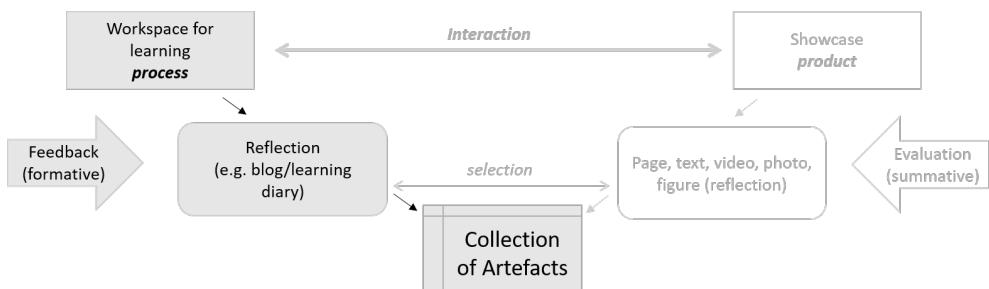 Workspace for
learning
process
Interaction
Showcase
product
Feedback
(formative)
Reflection
(e.g. blog/learning
diary)
selection
Page, text, video, photo,
figure (reflection)
Evaluation
(summative)
Collection
of Artefacts